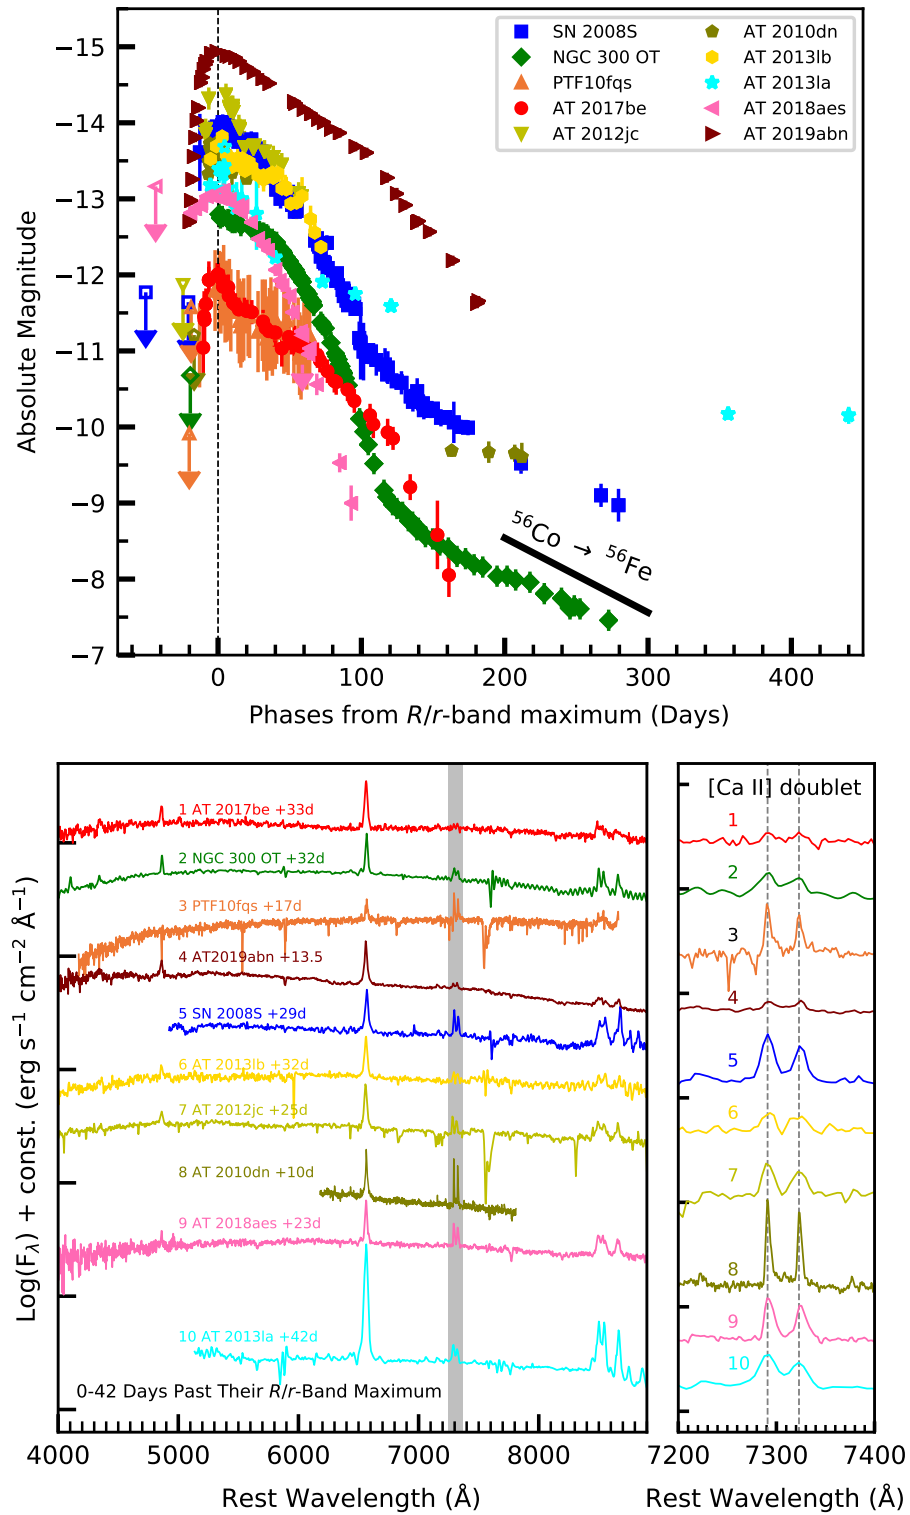 SN 2008S
NGC 300 OT
PTF10fqs
AT 2017be
AT 2012jc
AT 2010dn
AT 2013lb
AT 2013la
AT 2018aes
AT 2019abn
−15
−14
−13
−12
−11
−10
−9
−8
−7
Absolute Magnitude
⁵⁶Co → ⁵⁶Fe
0 100 200 300 400
Phases from R/r-band maximum (Days)
Log(Fλ) + const. (erg s⁻¹ cm⁻² Å⁻¹)
1 AT 2017be +33d
2 NGC 300 OT +32d
3 PTF10fqs +17d
4 AT2019abn +13.5
5 SN 2008S +29d
6 AT 2013lb +32d
7 AT 2012jc +25d
8 AT 2010dn +10d
9 AT 2018aes +23d
10 AT 2013la +42d
0-42 Days Past Their R/r-Band Maximum
4000 5000 6000 7000 8000
Rest Wavelength (Å)
[Ca II] doublet
1
2
3
4
5
6
7
8
9
10
7200 7300 7400
Rest Wavelength (Å)